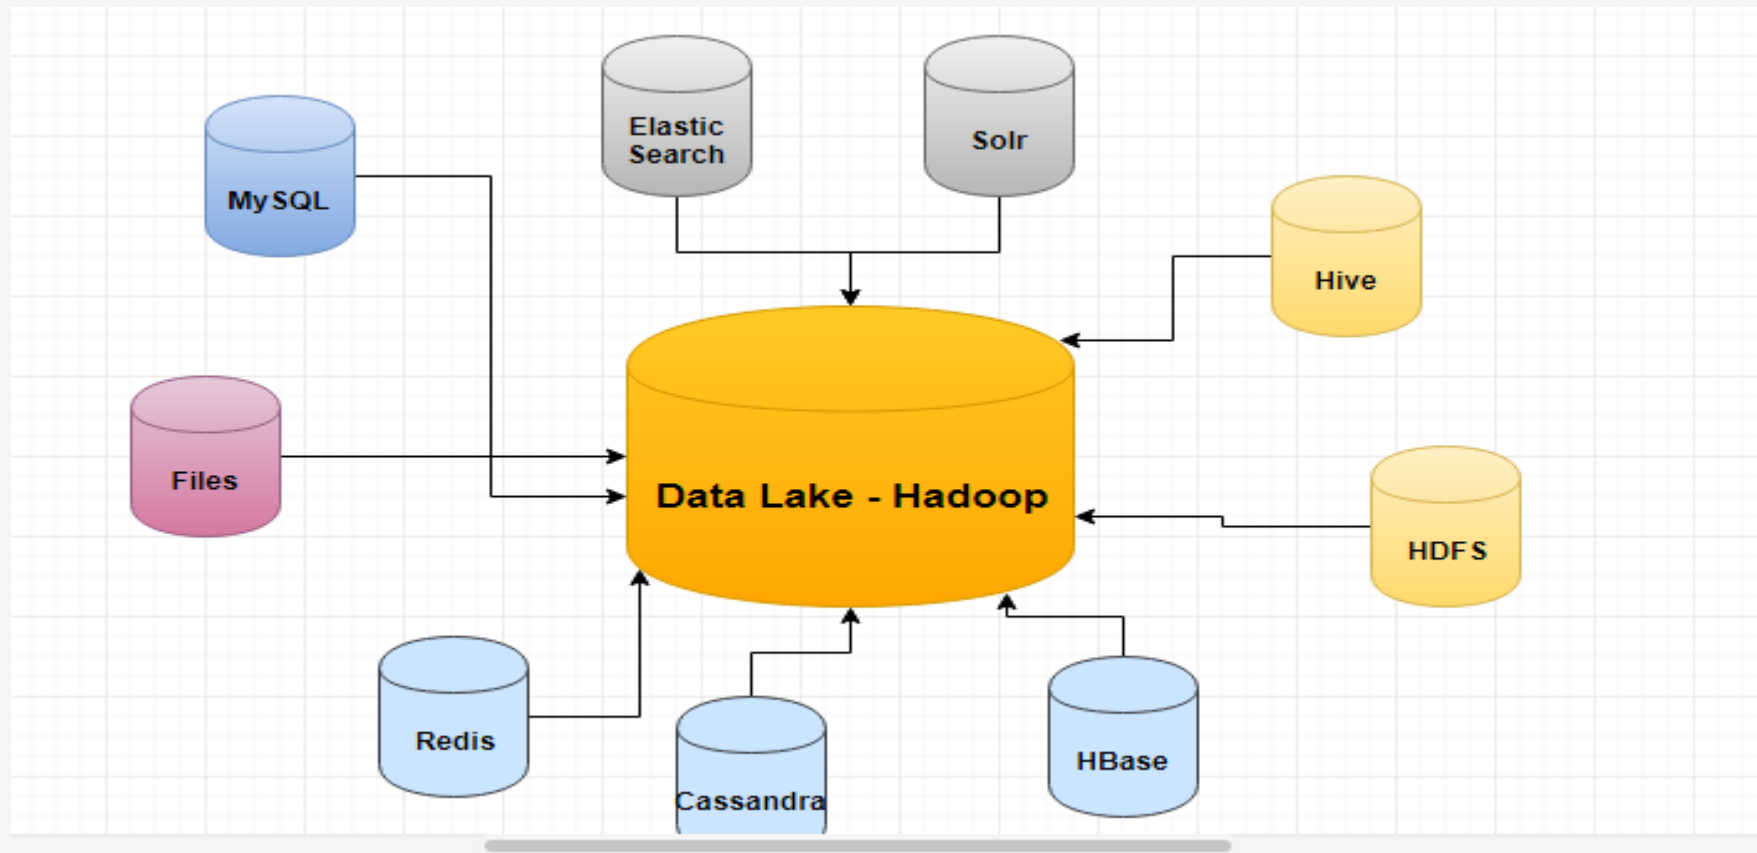 Elastic
Search
Solr
MySQL
Hive
Files
Data Lake - Hadoop
HDFS
Redis
Cassandra
HBase